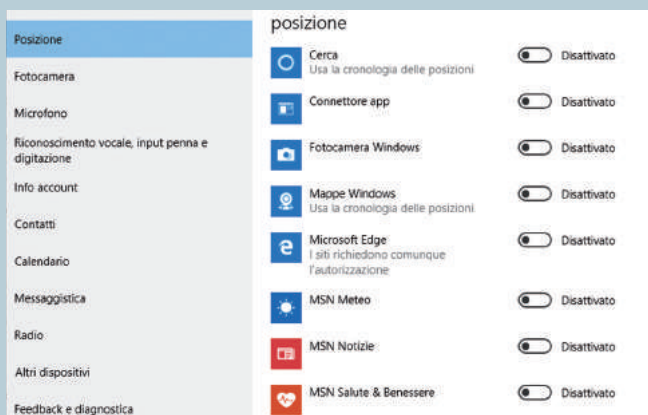 Posizione
Fotocamera
Microfono
Riconoscimento vocale, input penna e
digitazione
Info account
Contatti
Calendario
Messaggistica
Radio
Altri dispositivi
Feedback e diagnostica
posizione
Cerca
Usa la cronologia delle posizioni
Disattivato
Connettore app
Disattivato
Fotocamera Windows
Disattivato
Mappe Windows
Usa la cronologia delle posizioni
Disattivato
Microsoft Edge
I siti richiedono comunque
l'autorizzazione
Disattivato
MSN Meteo
Disattivato
MSN Notizie
Disattivato
MSN Salute & Benessere
Disattivato